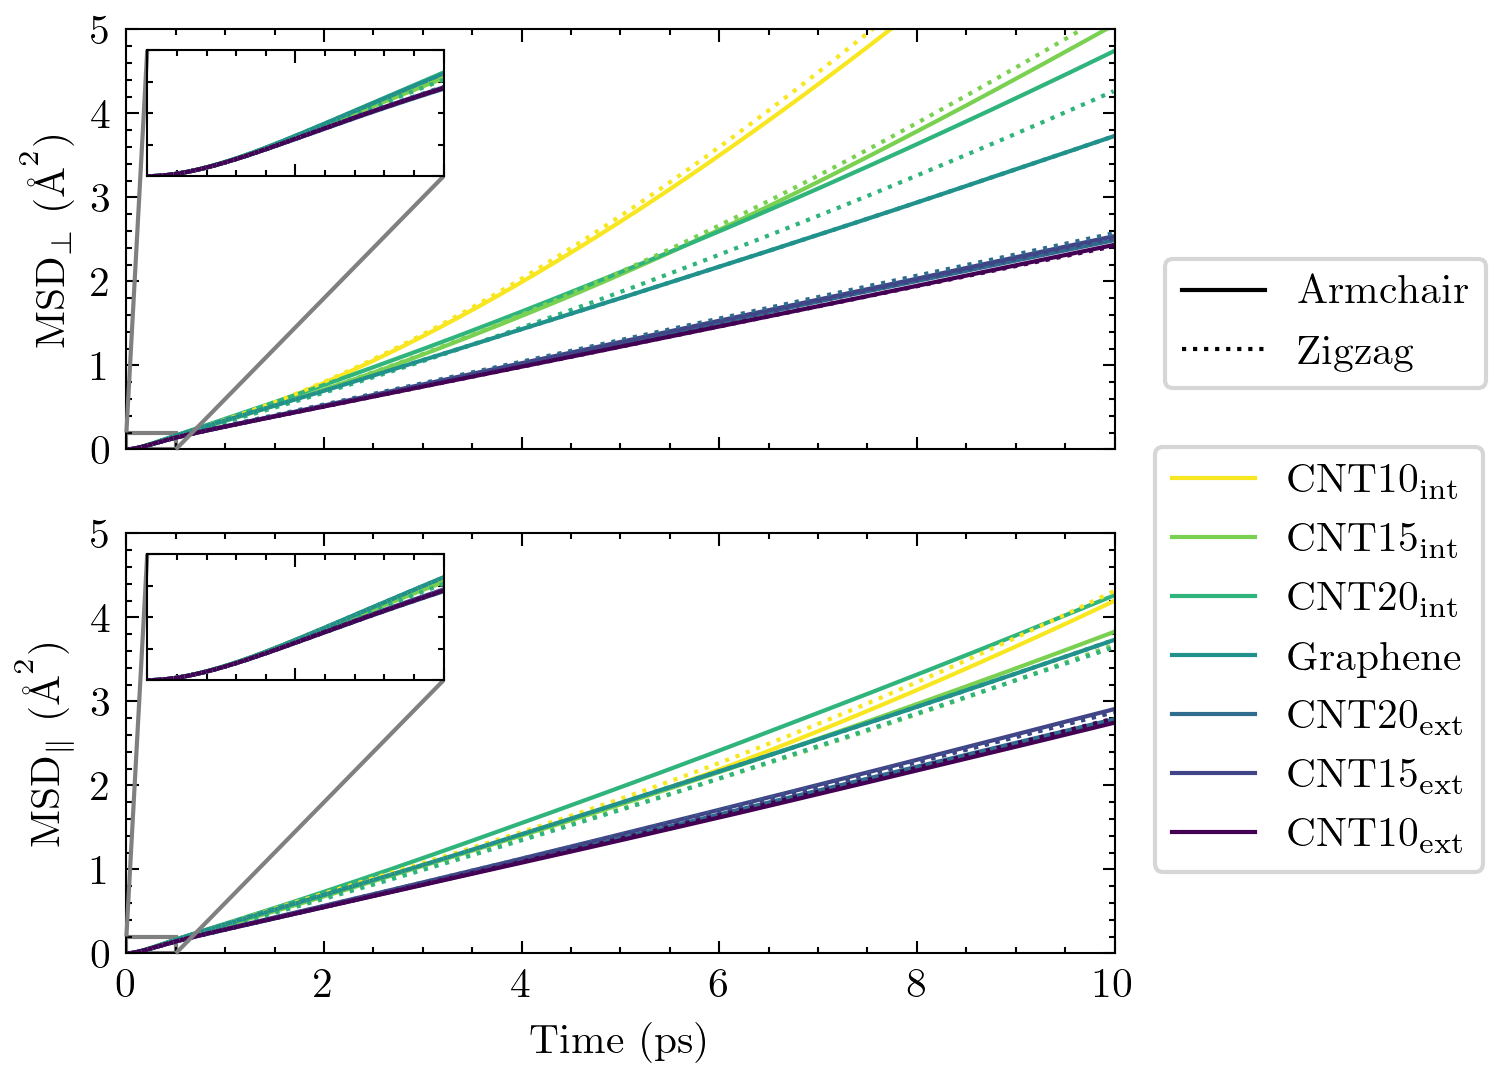 5
4
3
2
1
0
MSD⊥ (Å²)
5
4
3
2
1
0
MSD∥ (Å²)
0 2 4 6 8 10
Time (ps)
Armchair
Zigzag
CNT10int
CNT15int
CNT20int
Graphene
CNT20ext
CNT15ext
CNT10ext